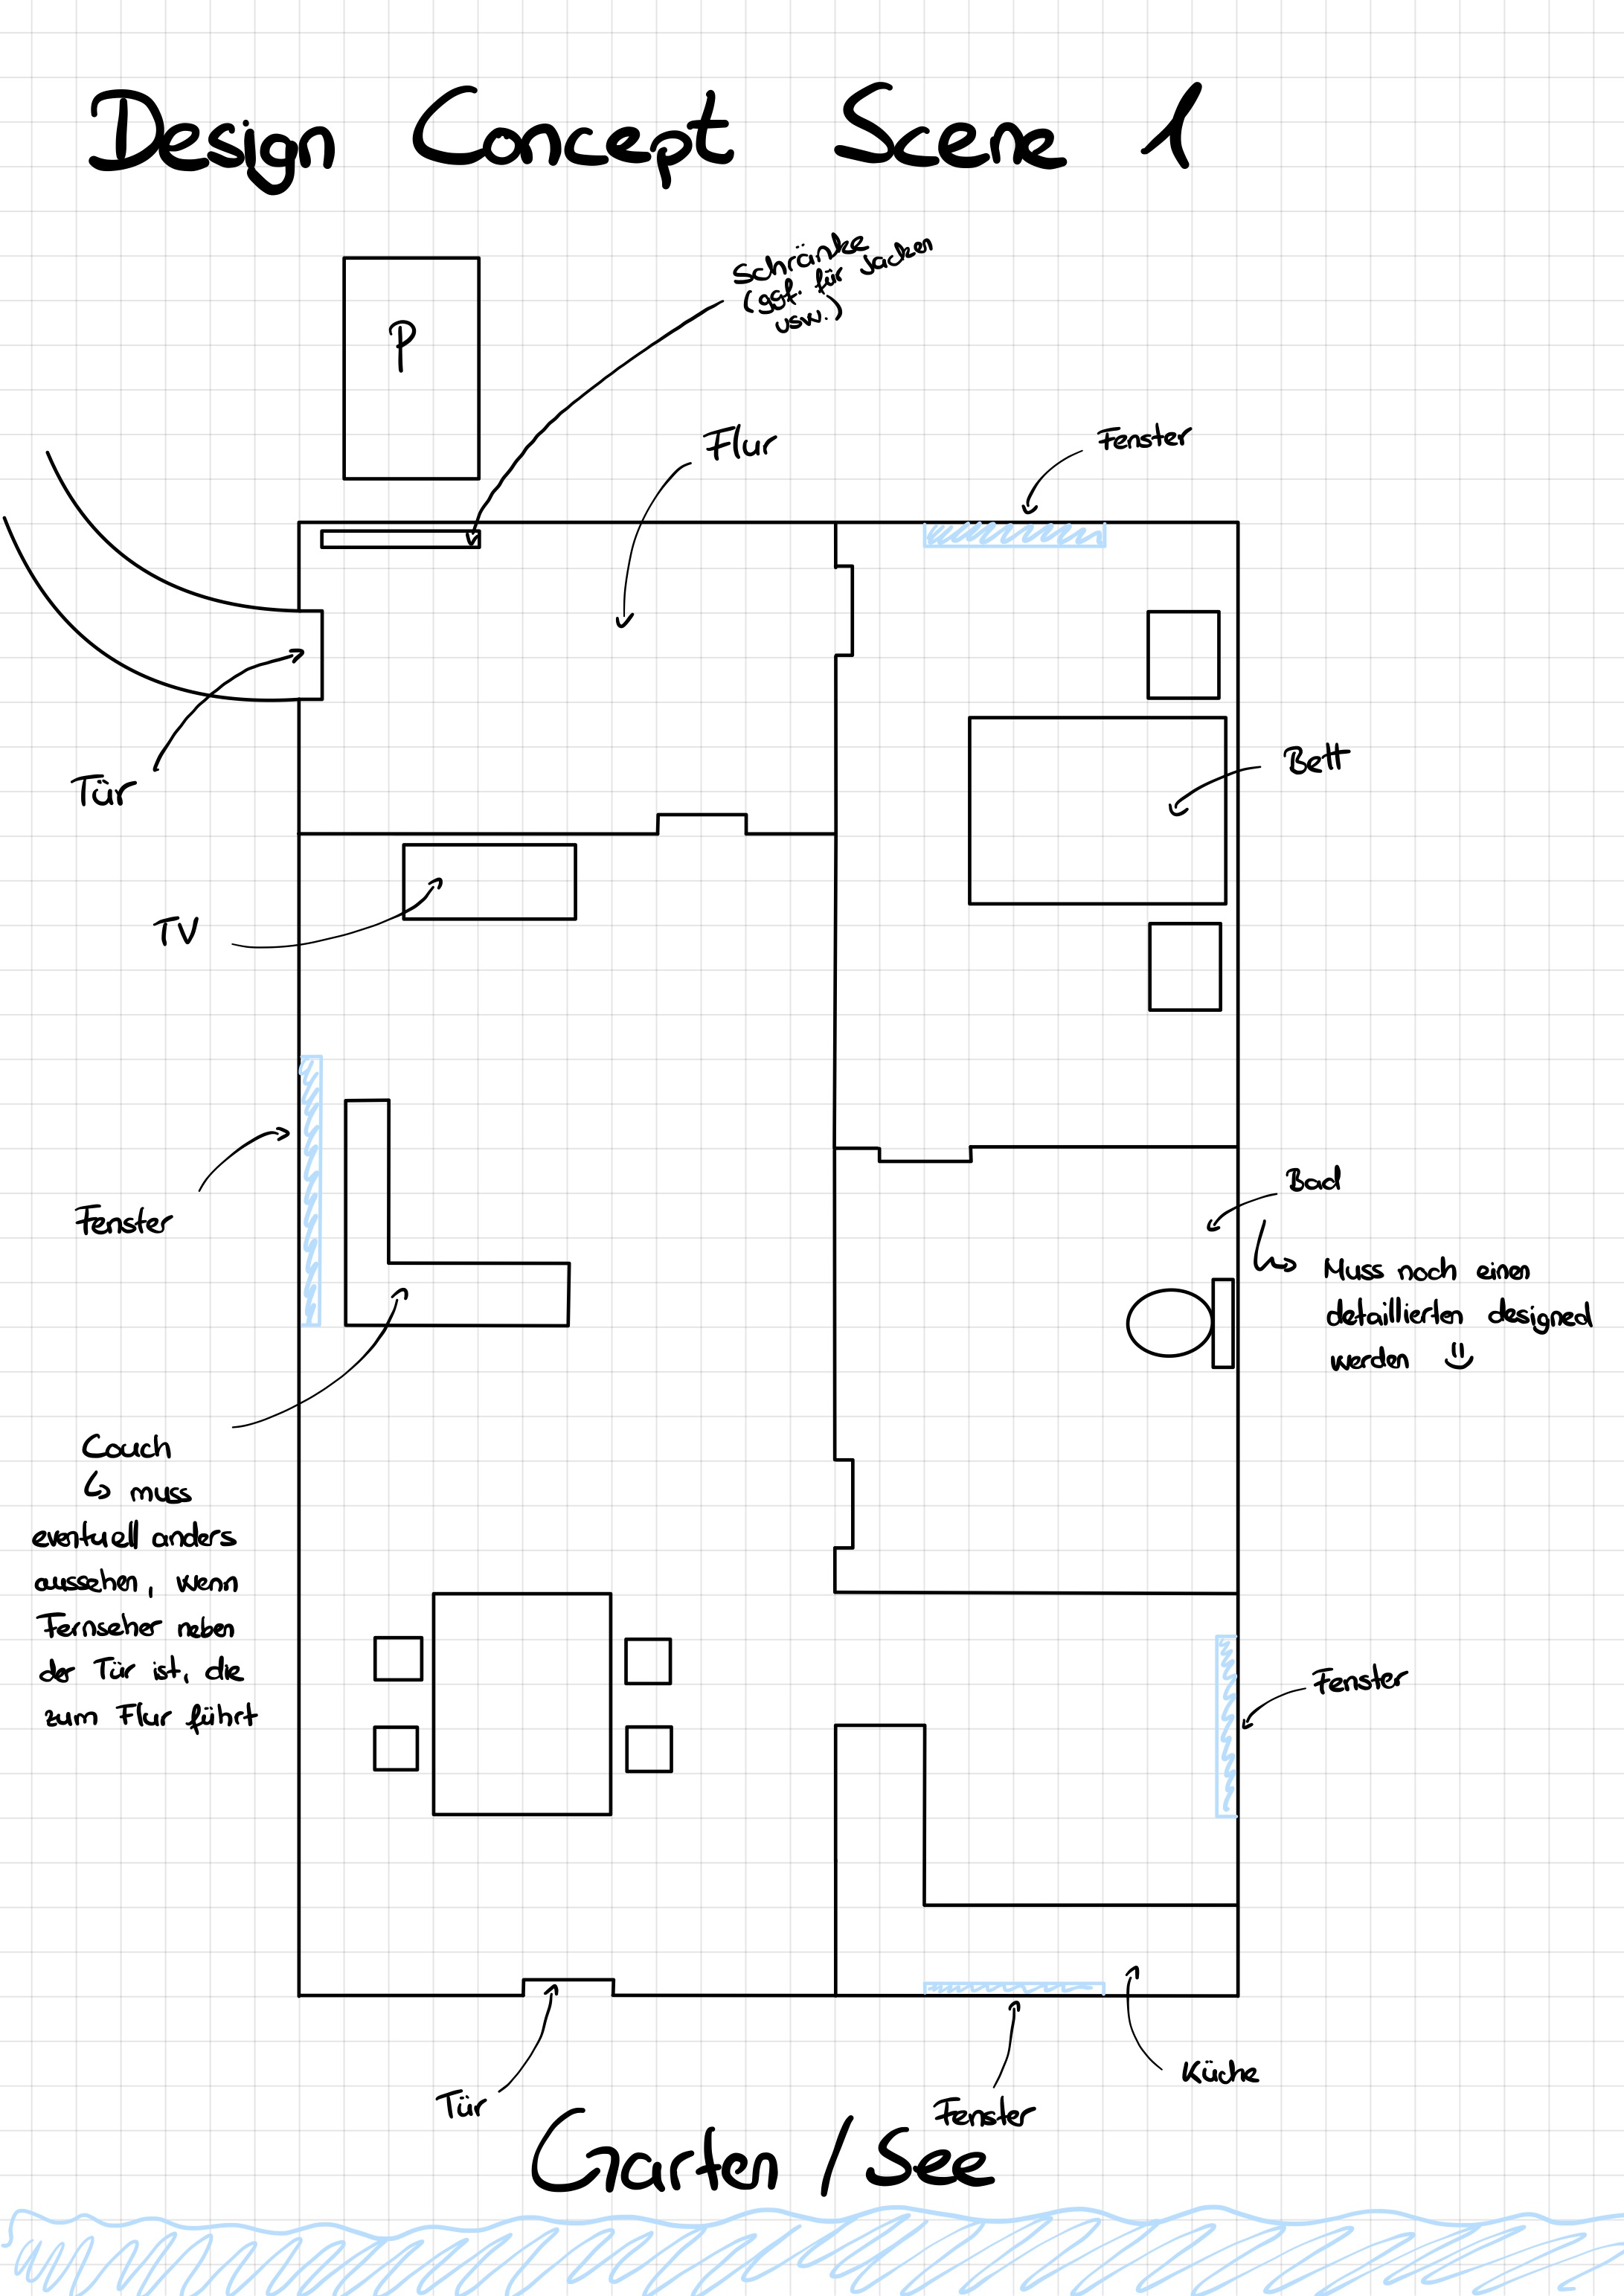 Design Concept Scene 1
Schränke
(ggf. für Jacken
usw.)
P
Flur
Fenster
Tür
Bett
TV
Fenster
Bad
Muss noch einen
detaillierten designed
werden
Couch
muss
eventuell anders
aussehen, wenn
Fernseher neben
der Tür ist, die
zum Flur führt
Fenster
Tür
Fenster
Küche
Garten / See